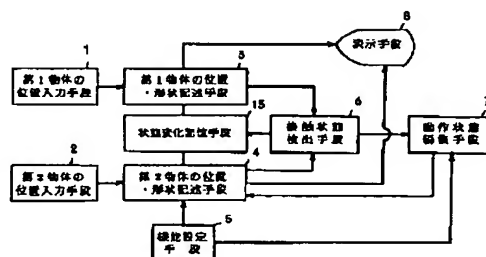 1
第1物体の
位置入力手段
3
第1物体の位置
・形状記述手段
8
表示手段
15
状態変化記憶手段
6
接触状態
検出手段
7
動作状態
制御手段
2
第2物体の
位置入力手段
4
第2物体の位置
・形状記述手段
5
機能設定
手段